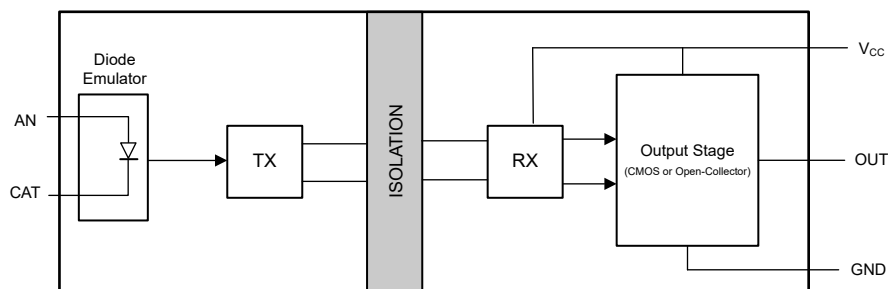 Diode
Emulator
AN
CAT
TX
ISOLATION
RX
Output Stage
(CMOS or Open-Collector)
VCC
OUT
GND